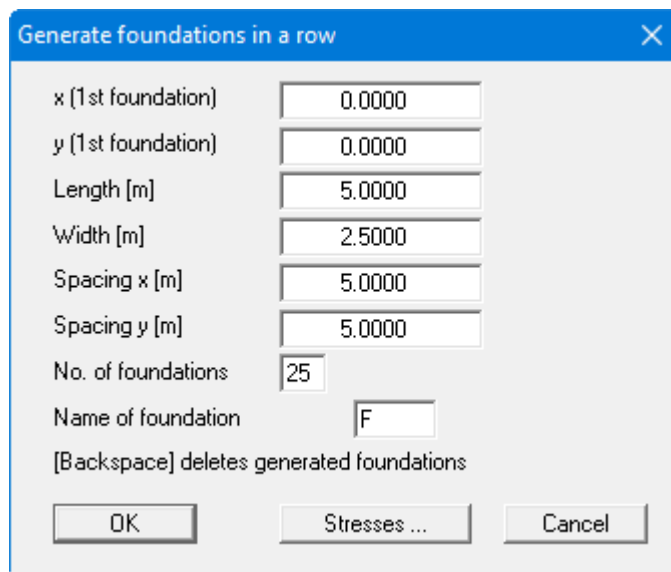 Generate foundations in a row
x (1st foundation) 0.0000
y (1st foundation) 0.0000
Length [m] 5.0000
Width [m] 2.5000
Spacing x [m] 5.0000
Spacing y [m] 5.0000
No. of foundations 25
Name of foundation F
[Backspace] deletes generated foundations
OK Stresses ... Cancel